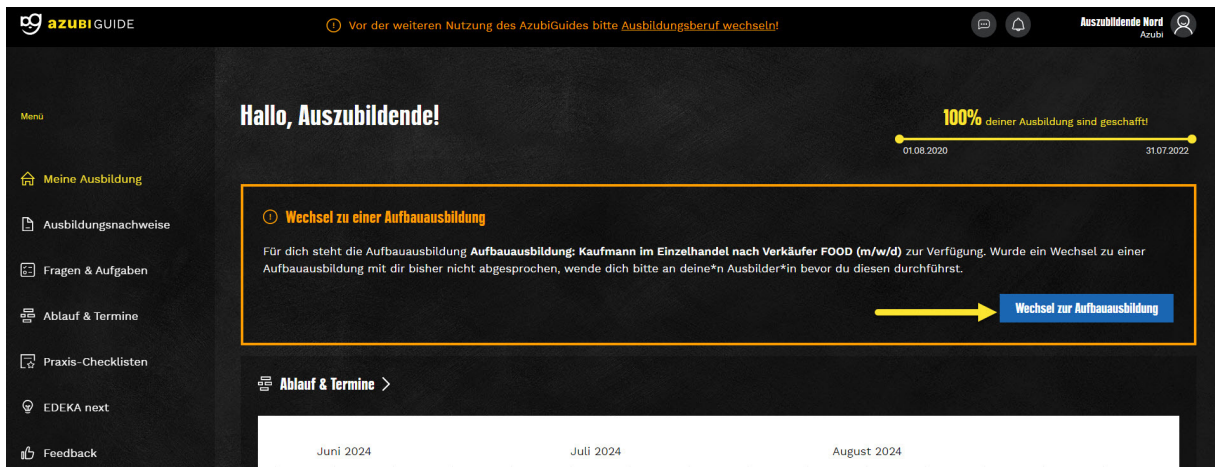 azubiGUIDE
Vor der weiteren Nutzung des AzubiGuides bitte Ausbildungsberuf wechseln!
Auszubildende Nord
Azubi
Menü
Hallo, Auszubildende!
100% deiner Ausbildung sind geschafft!
01.08.2020
31.07.2022
Meine Ausbildung
Ausbildungsnachweise
Fragen & Aufgaben
Ablauf & Termine
Praxis-Checklisten
EDEKA next
Feedback
Wechsel zu einer Aufbauausbildung
Für dich steht die Aufbauausbildung Aufbauausbildung: Kaufmann im Einzelhandel nach Verkäufer FOOD (m/w/d) zur Verfügung. Wurde ein Wechsel zu einer
Aufbauausbildung mit dir bisher nicht abgesprochen, wende dich bitte an deine*n Ausbilder*in bevor du diesen durchführst.
Wechsel zur Aufbauausbildung
Ablauf & Termine
Juni 2024
Juli 2024
August 2024